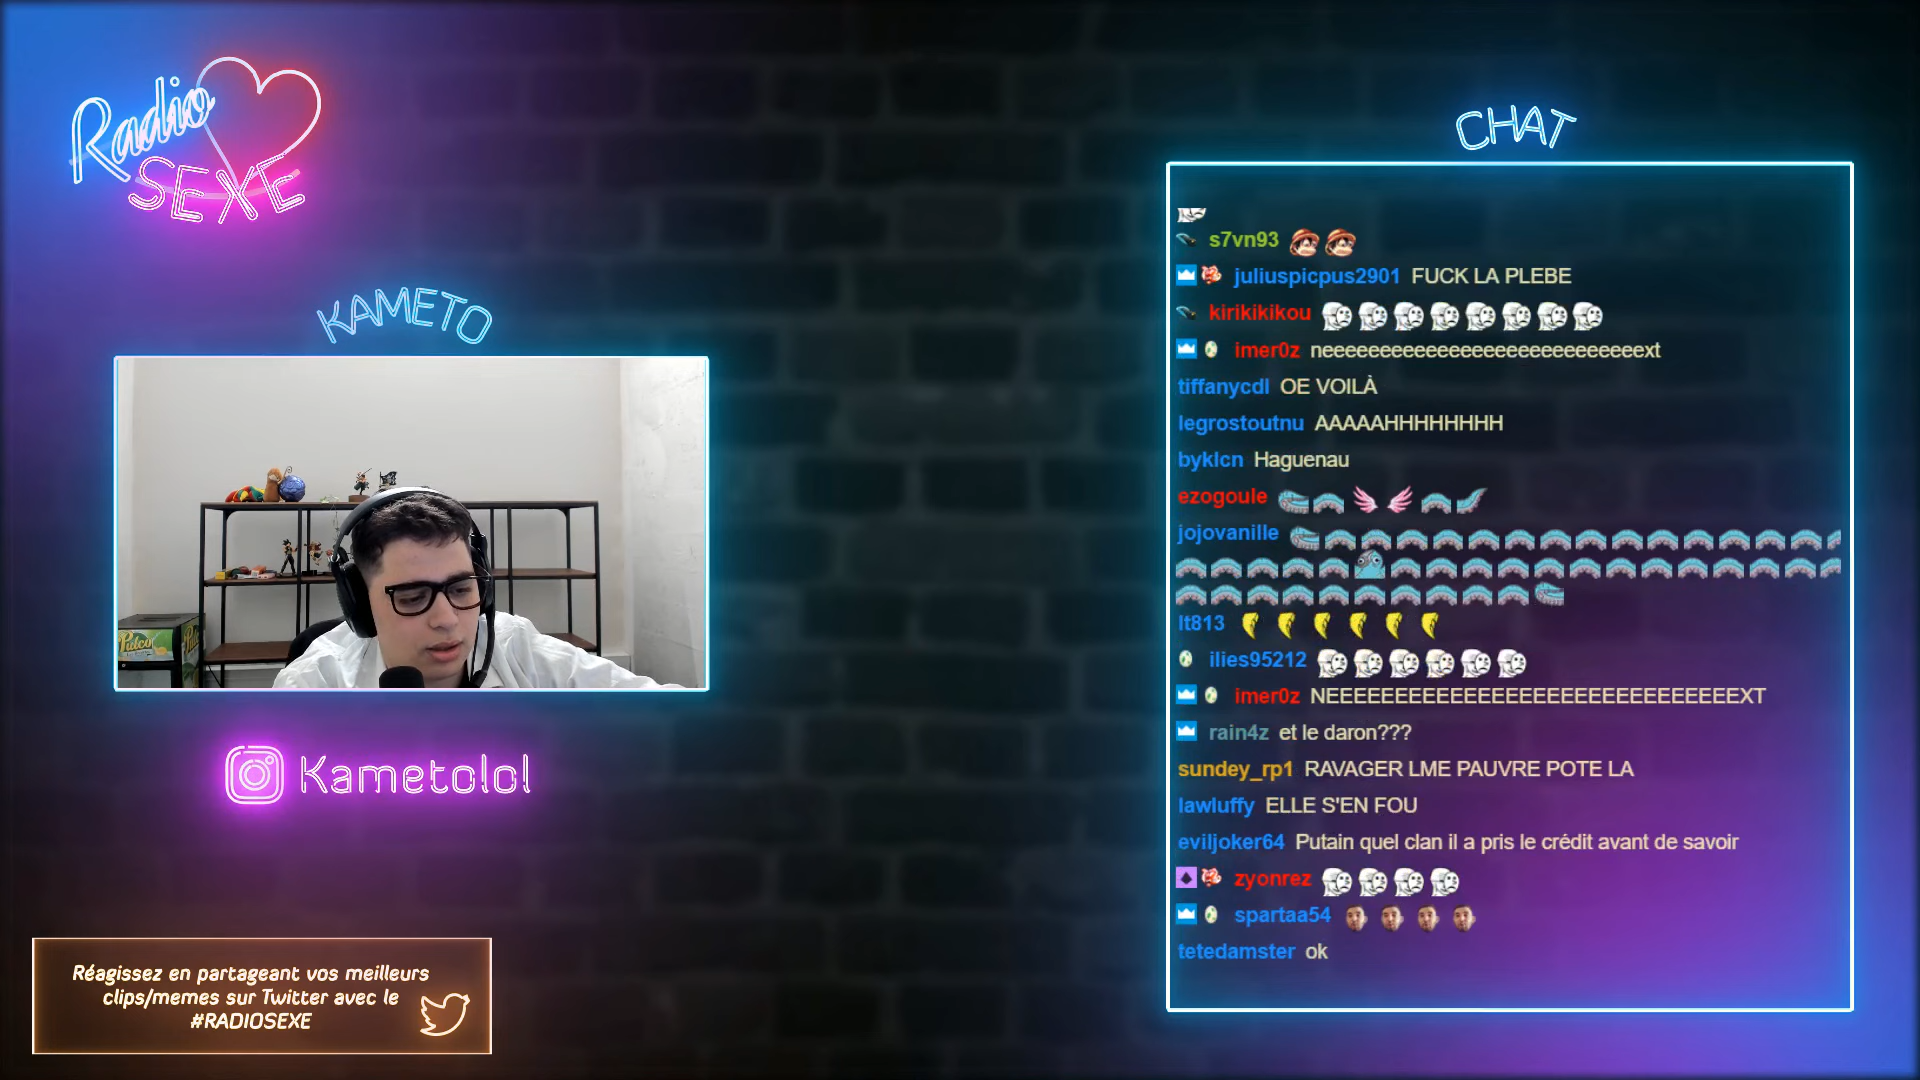 Radio
SEXE
KAMETO
Pulco
Kametolol
Réagissez en partageant vos meilleurs
clips/memes sur Twitter avec le
#RADIOSEXE
CHAT
s7vn93
juliuspicpus2901 FUCK LA PLEBE
kirikikikou
imer0z neeeeeeeeeeeeeeeeeeeeeeeeeeeeext
tiffanycdl OE VOILÀ
legrostoutnu AAAAAHHHHHHHH
byklcn Haguenau
ezogoule
jojovanille
lt813
ilies95212
imer0z NEEEEEEEEEEEEEEEEEEEEEEEEEEEEEEXT
rain4z et le daron???
sundey_rp1 RAVAGER LME PAUVRE POTE LA
lawluffy ELLE S'EN FOU
eviljoker64 Putain quel clan il a pris le crédit avant de savoir
zyonrez
spartaa54
tetedamster ok